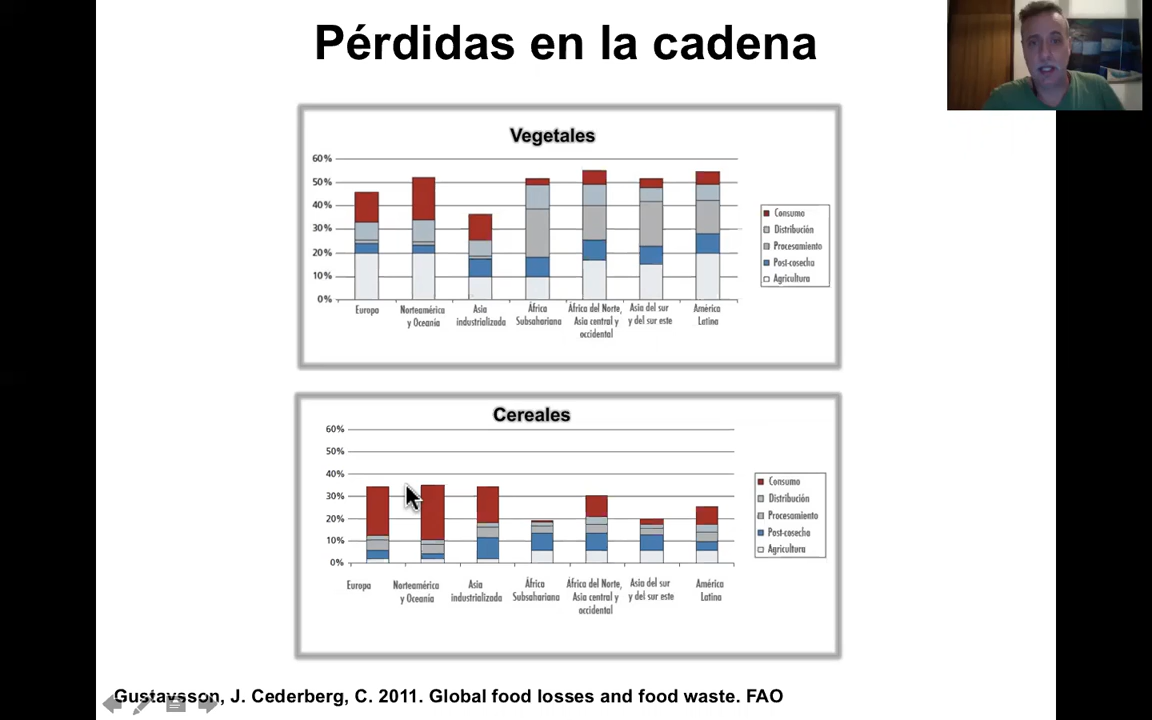 Pérdidas en la cadena
Vegetales
60%
50%
40%
30%
20%
10%
0%
Europa
Norteamérica
y Oceanía
Asia
industrializada
África
Subsahariana
África del Norte,
Asia central y
occidental
Asia del sur
y del sur este
América
Latina
Consumo
Distribución
Procesamiento
Post-cosecha
Agricultura
Cereales
60%
50%
40%
30%
20%
10%
0%
Europa
Norteamérica
y Oceanía
Asia
industrializada
África
Subsahariana
África del Norte,
Asia central y
occidental
Asia del sur
y del sur este
América
Latina
Consumo
Distribución
Procesamiento
Post-cosecha
Agricultura
Gustavsson, J. Cederberg, C. 2011. Global food losses and food waste. FAO